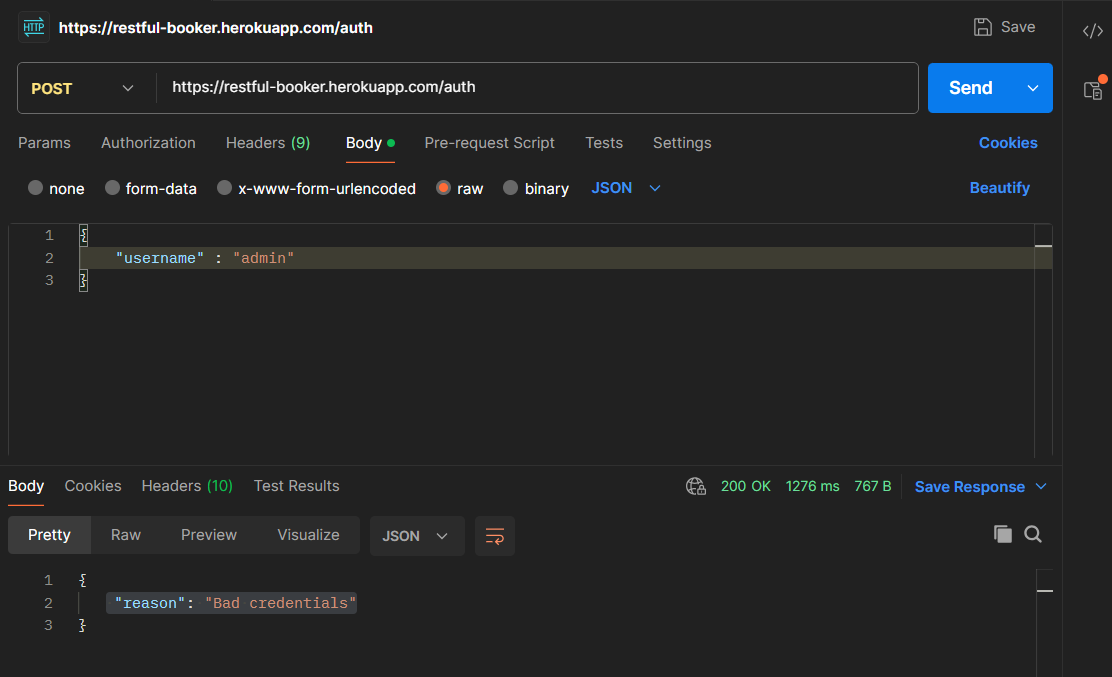 HTTP https://restful-booker.herokuapp.com/auth Save </>
POST https://restful-booker.herokuapp.com/auth Send
Params Authorization Headers (9) Body Pre-request Script Tests Settings Cookies
none form-data x-www-form-urlencoded raw binary JSON Beautify
1 {
2 "username" : "admin"
3 }
Body Cookies Headers (10) Test Results 200 OK 1276 ms 767 B Save Response
Pretty Raw Preview Visualize JSON
1 {
2 "reason": "Bad credentials"
3 }